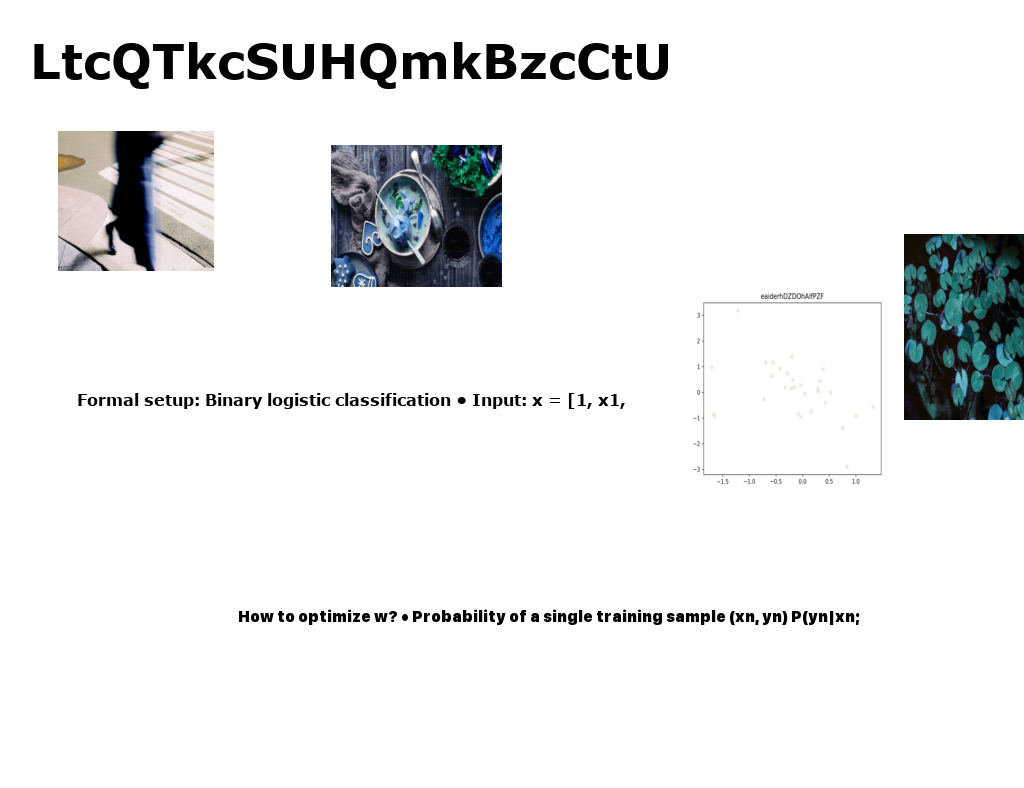 LtcQTkcSUHQmkBzcCtU
eaiderhDZDOhAlfPZF
3
2
1
0
−1
−2
−3
−1.5 −1.0 −0.5 0.0 0.5 1.0
Formal setup: Binary logistic classification • Input: x = [1, x1,
How to optimize w? • Probability of a single training sample (xn, yn) P(yn|xn;